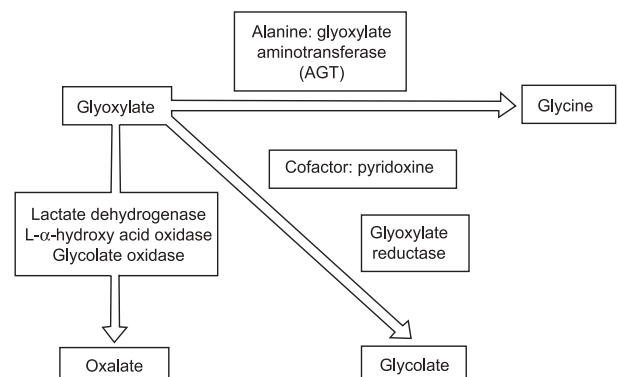 Alanine: glyoxylate
aminotransferase
(AGT)
Glyoxylate
Glycine
Cofactor: pyridoxine
Lactate dehydrogenase
L-α-hydroxy acid oxidase
Glycolate oxidase
Glyoxylate
reductase
Oxalate
Glycolate